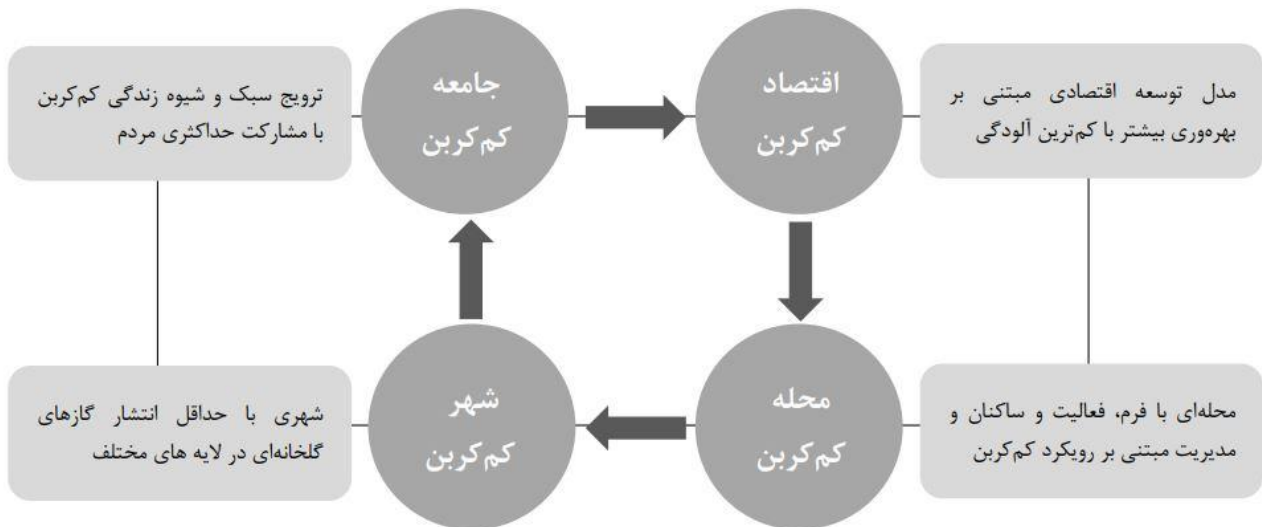 اقتصاد
کم‌کربن
مدل توسعه اقتصادی مبتنی بر
بهره‌وری بیشتر با کم‌ترین آلودگی
جامعه
کم‌کربن
ترویج سبک و شیوه زندگی کم‌کربن
با مشارکت حداکثری مردم
محله
کم‌کربن
محله‌ای با فرم، فعالیت و ساکنان و
مدیریت مبتنی بر رویکرد کم‌کربن
شهر
کم‌کربن
شهری با حداقل انتشار گازهای
گلخانه‌ای در لایه های مختلف